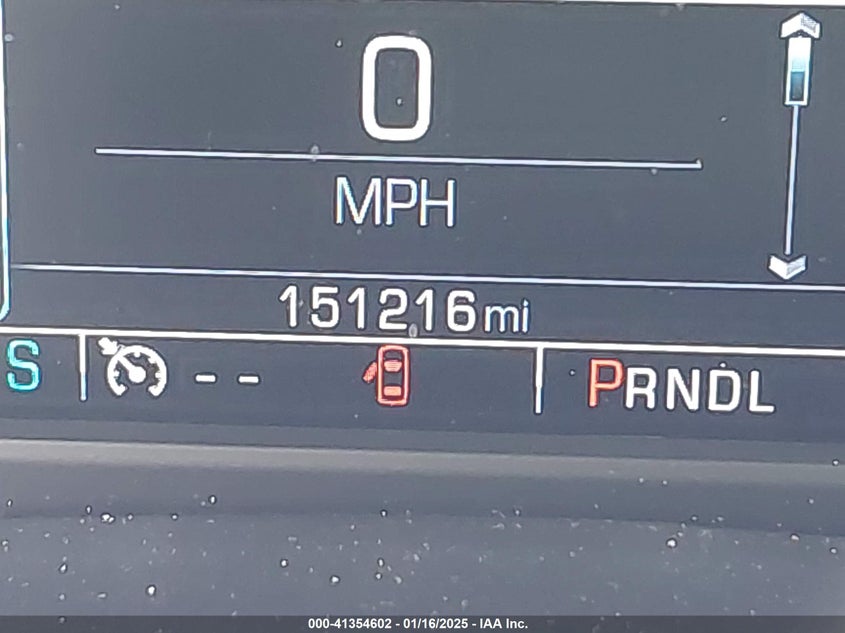 0
MPH
151216mi
S -- PRNDL
000-41354602 - 01/16/2025 - IAA Inc.